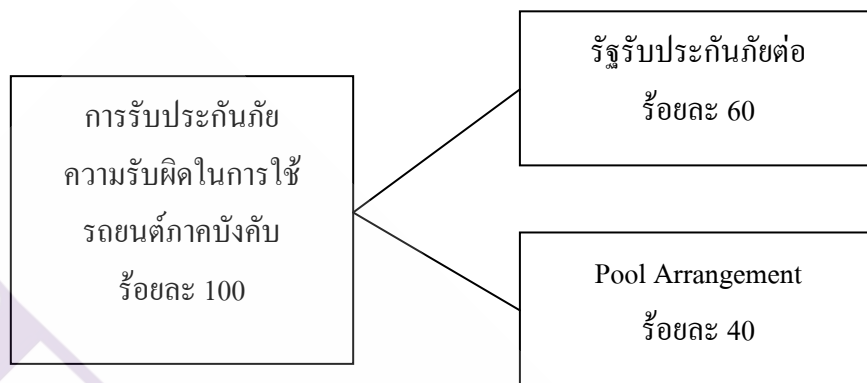 การรับประกันภัย
ความรับผิดในการใช้
รถยนต์ภาคบังคับ
ร้อยละ 100
รัฐรับประกันภัยต่อ
ร้อยละ 60
Pool Arrangement
ร้อยละ 40